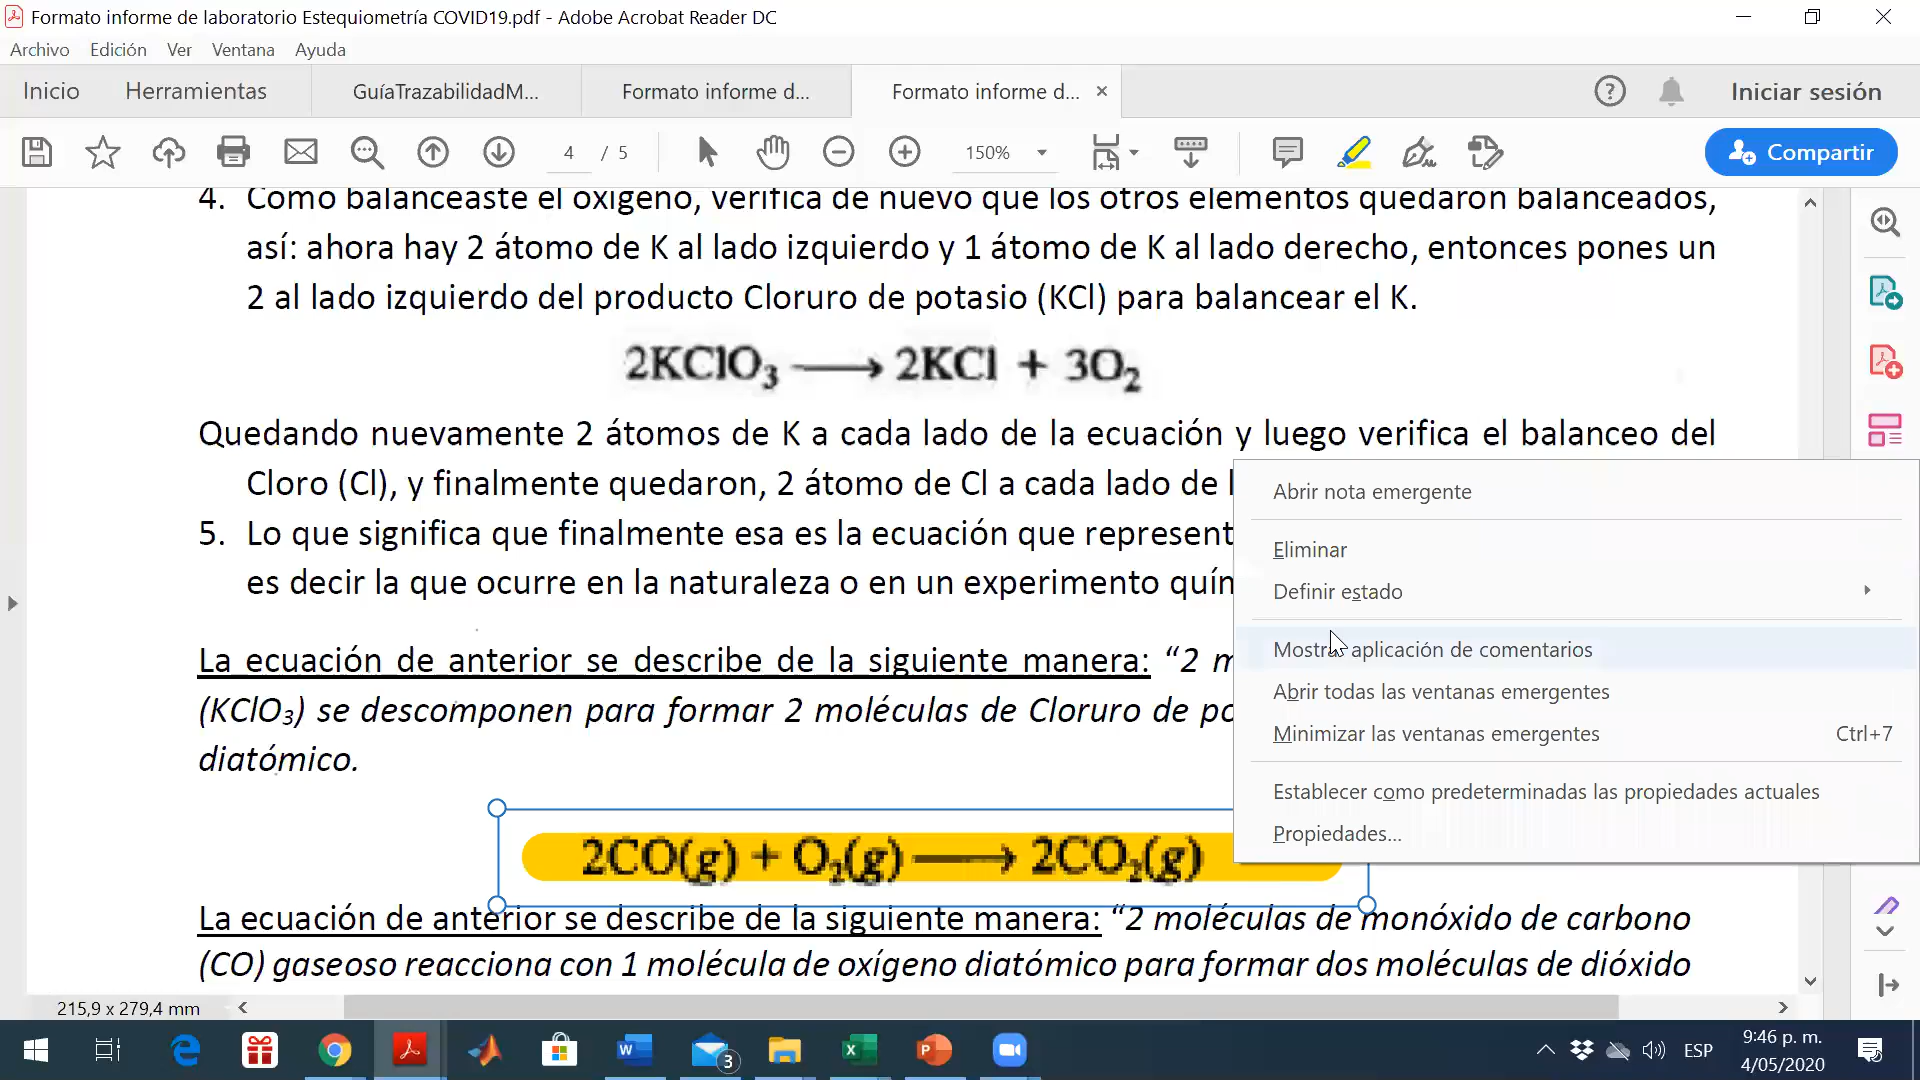 Formato informe de laboratorio Estequiometría COVID19.pdf - Adobe Acrobat Reader DC
Archivo Edición Ver Ventana Ayuda
Inicio Herramientas GuíaTrazabilidadM... Formato informe d... Formato informe d... × Iniciar sesión
4 / 5 150% Compartir
4. Como balanceaste el oxigeno, verifica de nuevo que los otros elementos quedaron balanceados,
así: ahora hay 2 átomo de K al lado izquierdo y 1 átomo de K al lado derecho, entonces pones un
2 al lado izquierdo del producto Cloruro de potasio (KCl) para balancear el K.
2KClO₃ ⟶ 2KCl + 3O₂
Quedando nuevamente 2 átomos de K a cada lado de la ecuación y luego verifica el balanceo del
Cloro (Cl), y finalmente quedaron, 2 átomo de Cl a cada lado de l
5. Lo que significa que finalmente esa es la ecuación que represent
es decir la que ocurre en la naturaleza o en un experimento quím
La ecuación de anterior se describe de la siguiente manera: “2 m
(KClO₃) se descomponen para formar 2 moléculas de Cloruro de po
diatómico.
2CO(g) + O₂(g) ⟶ 2CO₂(g)
La ecuación de anterior se describe de la siguiente manera: “2 moléculas de monóxido de carbono
(CO) gaseoso reacciona con 1 molécula de oxígeno diatómico para formar dos moléculas de dióxido
Abrir nota emergente
Eliminar
Definir estado
Mostrar aplicación de comentarios
Abrir todas las ventanas emergentes
Minimizar las ventanas emergentes Ctrl+7
Establecer como predeterminadas las propiedades actuales
Propiedades...
215,9 x 279,4 mm
3 ESP 9:46 p. m.
4/05/2020